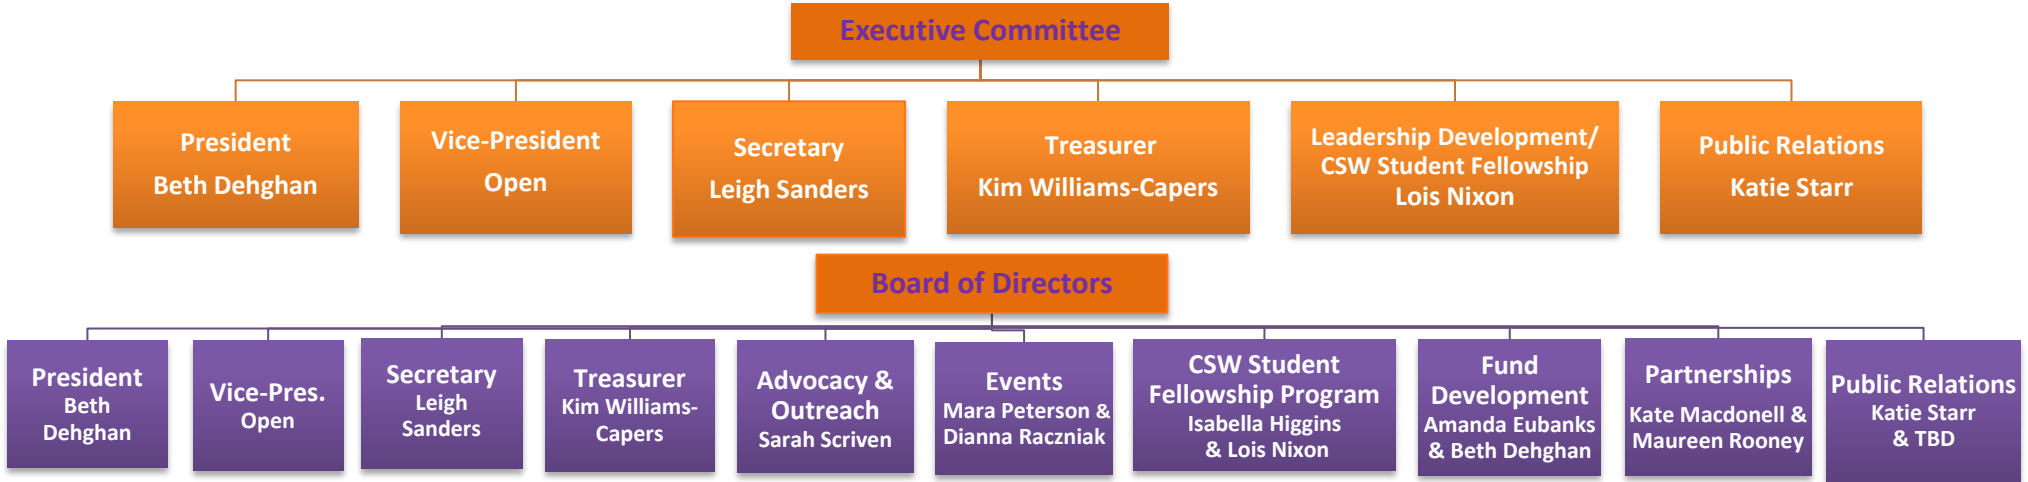 Executive Committee
President
Beth Dehghan
Vice-President
Open
Secretary
Leigh Sanders
Treasurer
Kim Williams-Capers
Leadership Development/
CSW Student Fellowship
Lois Nixon
Public Relations
Katie Starr
Board of Directors
President
Beth
Dehghan
Vice-Pres.
Open
Secretary
Leigh
Sanders
Treasurer
Kim Williams-
Capers
Advocacy &
Outreach
Sarah Scriven
Events
Mara Peterson &
Dianna Raczniak
CSW Student
Fellowship Program
Isabella Higgins
& Lois Nixon
Fund
Development
Amanda Eubanks
& Beth Dehghan
Partnerships
Kate Macdonell &
Maureen Rooney
Public Relations
Katie Starr
& TBD